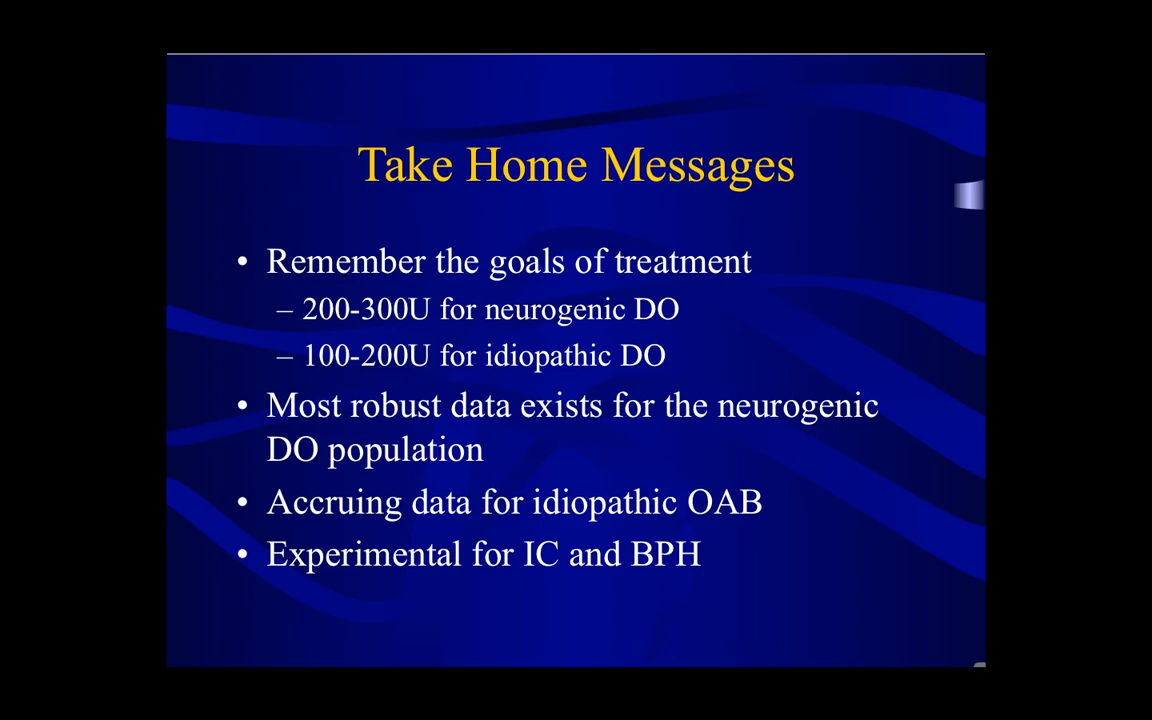 Take Home Messages
• Remember the goals of treatment
– 200-300U for neurogenic DO
– 100-200U for idiopathic DO
• Most robust data exists for the neurogenic
DO population
• Accruing data for idiopathic OAB
• Experimental for IC and BPH